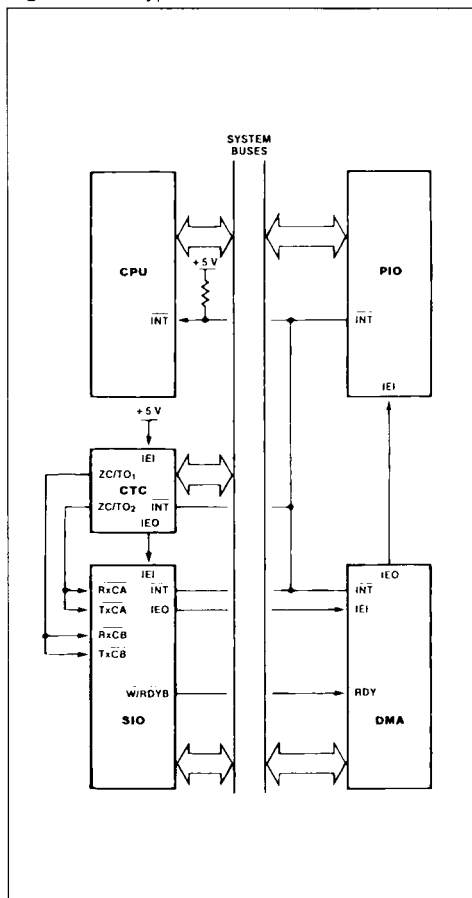 SYSTEM
BUSES
CPU
PIO
+5 V
INT
INT
IEI
+5 V
IEI
ZC/TO1
CTC
ZC/TO2
INT
IEO
IEI
IEO
RxCA
INT
INT
TxCA
IEO
IEI
RxCB
TxCB
W/RDYB
RDY
SIO
DMA